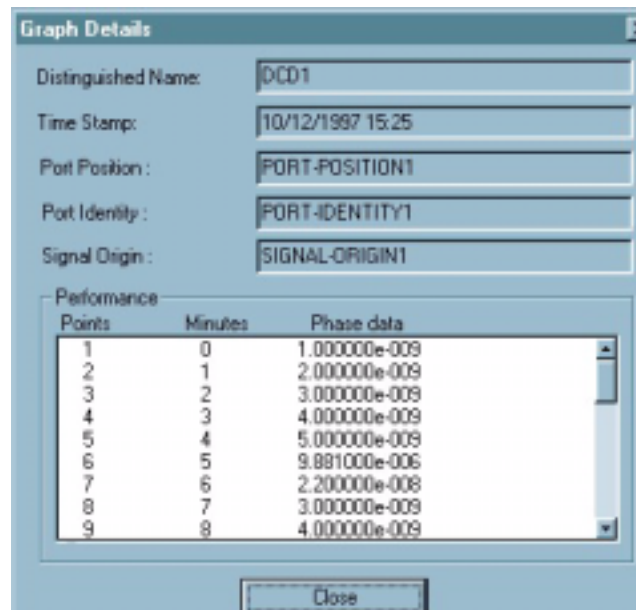 Graph Details
Distinguished Name: DCD1
Time Stamp: 10/12/1997 15:25
Port Position : PORT-POSITION1
Port Identity : PORT-IDENTITY1
Signal Origin : SIGNAL-ORIGIN1
Performance
Points Minutes Phase data
1 0 1.000000e-009
2 1 2.000000e-009
3 2 3.000000e-009
4 3 4.000000e-009
5 4 5.000000e-009
6 5 9.881000e-006
7 6 2.200000e-008
8 7 3.000000e-009
9 8 4.000000e-009
Close